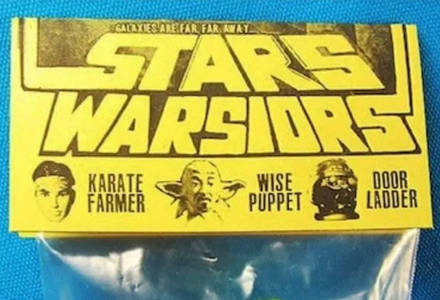 GALAXIES ARE FAR, FAR AWAY
STARS
WARSIORS
KARATE
FARMER
WISE
PUPPET
DOOR
LADDER